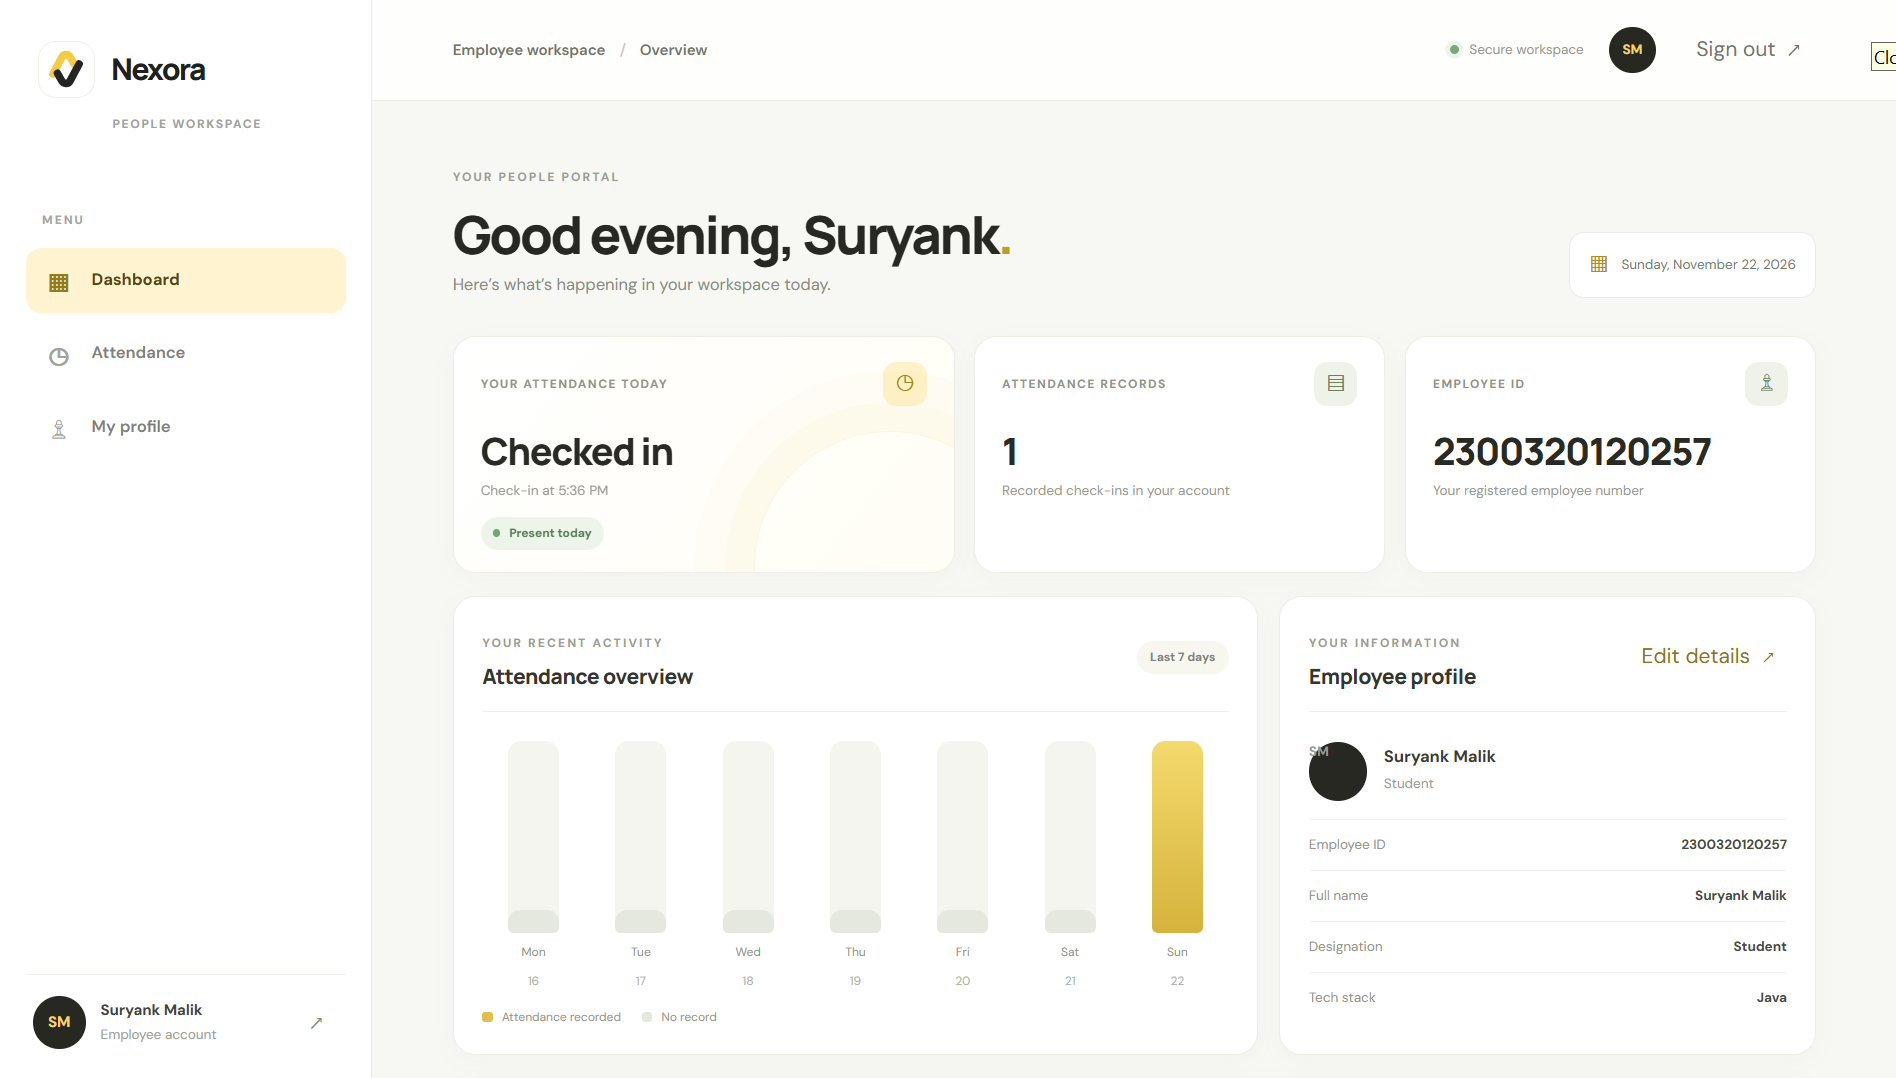 Nexora
PEOPLE WORKSPACE
MENU
Dashboard
Attendance
My profile
SM
Suryank Malik
Employee account
Employee workspace / Overview
Secure workspace
SM
Sign out
YOUR PEOPLE PORTAL
Good evening, Suryank.
Here’s what’s happening in your workspace today.
Sunday, November 22, 2026
YOUR ATTENDANCE TODAY
Checked in
Check-in at 5:36 PM
Present today
ATTENDANCE RECORDS
1
Recorded check-ins in your account
EMPLOYEE ID
2300320120257
Your registered employee number
YOUR RECENT ACTIVITY
Attendance overview
Last 7 days
Mon Tue Wed Thu Fri Sat Sun
16 17 18 19 20 21 22
Attendance recorded No record
YOUR INFORMATION
Employee profile
Edit details
SM
Suryank Malik
Student
Employee ID 2300320120257
Full name Suryank Malik
Designation Student
Tech stack Java